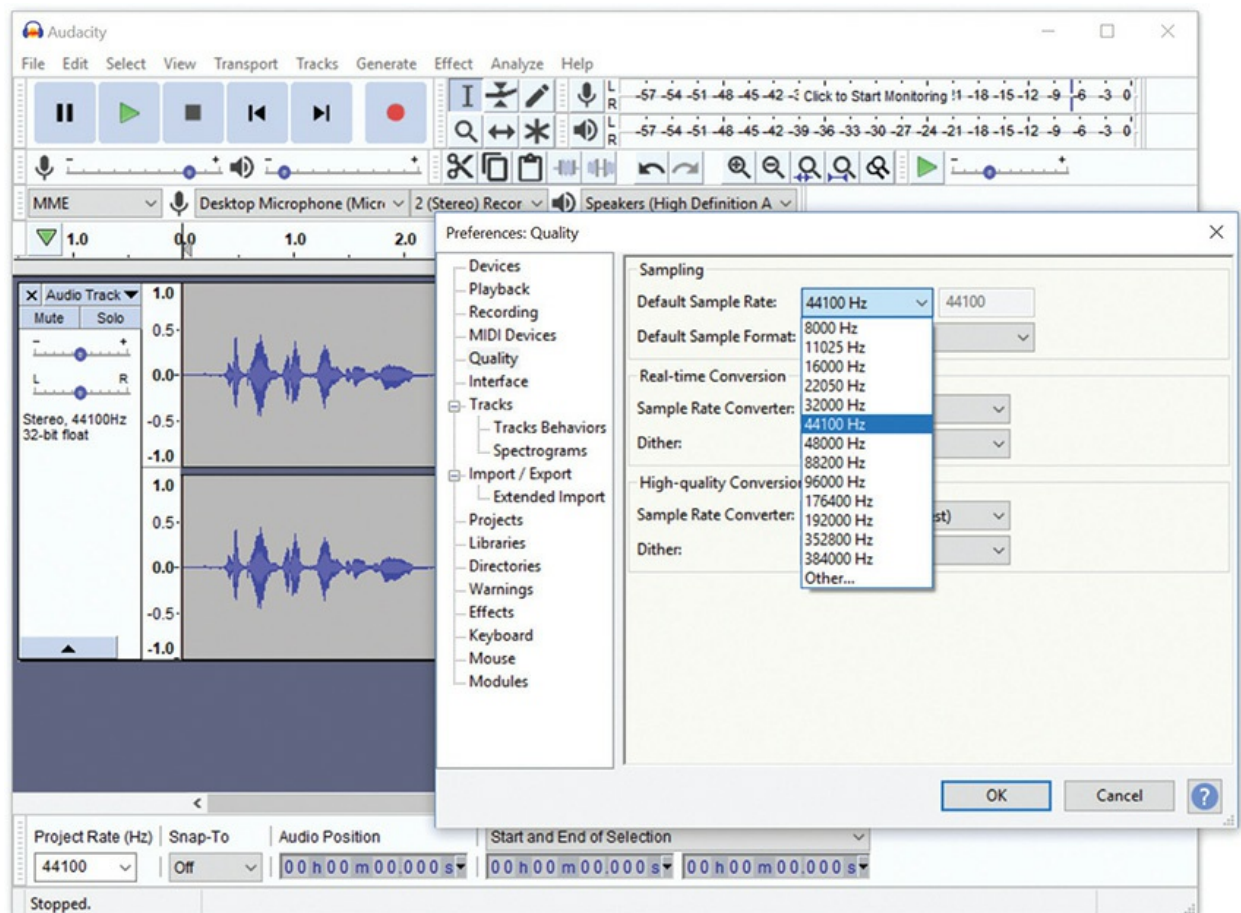 Audacity
File Edit Select View Transport Tracks Generate Effect Analyze Help
L
R
-57 -54 -51 -48 -45 -42 -3 Click to Start Monitoring !1 -18 -15 -12 -9 -6 -3 0
L
R
-57 -54 -51 -48 -45 -42 -39 -36 -33 -30 -27 -24 -21 -18 -15 -12 -9 -6 -3 0
- + - + - +
MME Desktop Microphone (Micr 2 (Stereo) Recor Speakers (High Definition A
1.0 0.0 1.0 2.0
Audio Track
Mute Solo
- +
L R
Stereo, 44100Hz
32-bit float
1.0
0.5
0.0
-0.5
-1.0
1.0
0.5
0.0
-0.5
-1.0
Preferences: Quality
Devices
Playback
Recording
MIDI Devices
Quality
Interface
Tracks
Tracks Behaviors
Spectrograms
Import / Export
Extended Import
Projects
Libraries
Directories
Warnings
Effects
Keyboard
Mouse
Modules
Sampling
Default Sample Rate: 44100 Hz 44100
Default Sample Format:
Real-time Conversion
Sample Rate Converter:
Dither:
High-quality Conversion
Sample Rate Converter: est)
Dither:
8000 Hz
11025 Hz
16000 Hz
22050 Hz
32000 Hz
44100 Hz
48000 Hz
88200 Hz
96000 Hz
176400 Hz
192000 Hz
352800 Hz
384000 Hz
Other...
OK Cancel ?
Project Rate (Hz) Snap-To Audio Position Start and End of Selection
44100 Off 00 h 00 m 00.000 s 00 h 00 m 00.000 s 00 h 00 m 00.000 s
Stopped.